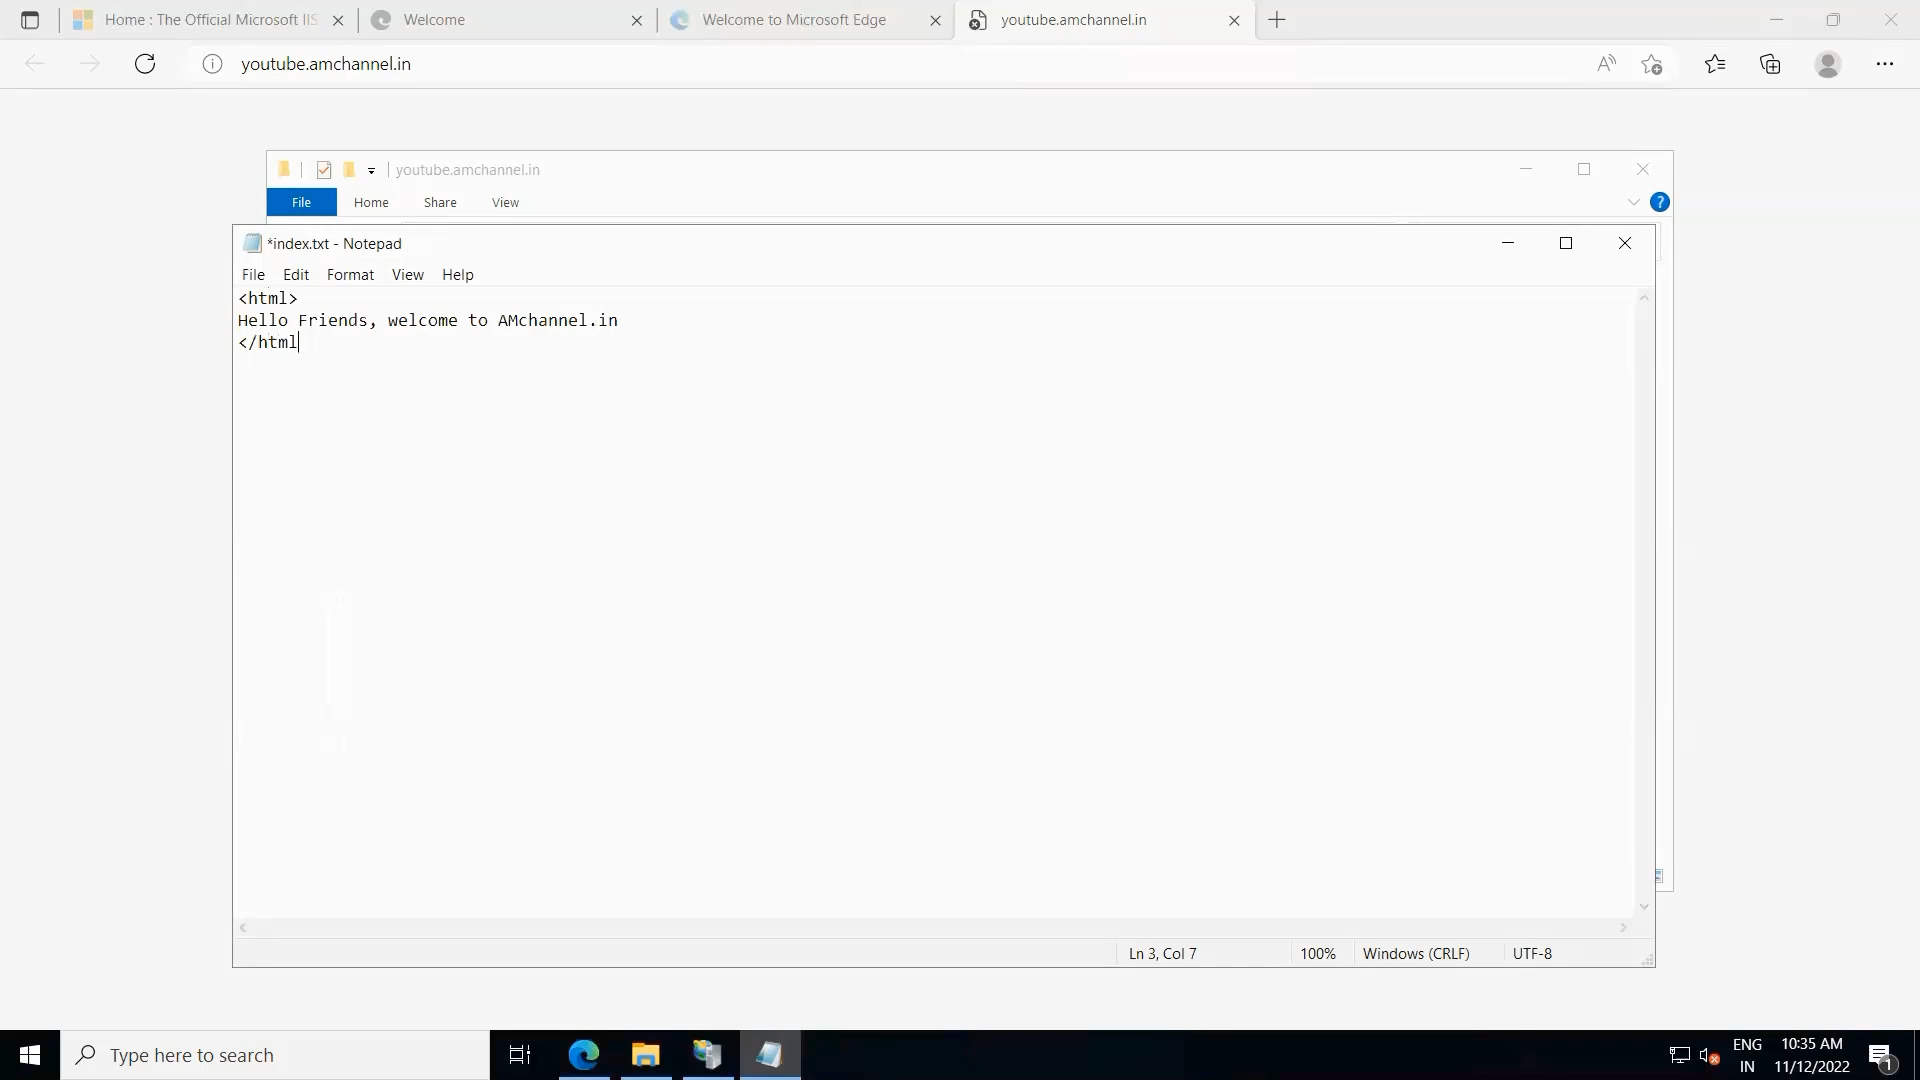 Home : The Official Microsoft IIS
Welcome
Welcome to Microsoft Edge
youtube.amchannel.in
youtube.amchannel.in
youtube.amchannel.in
File Home Share View
*index.txt - Notepad
File Edit Format View Help
<html>
Hello Friends, welcome to AMchannel.in
</html
Ln 3, Col 7 100% Windows (CRLF) UTF-8
Type here to search
ENG
IN
10:35 AM
11/12/2022
1